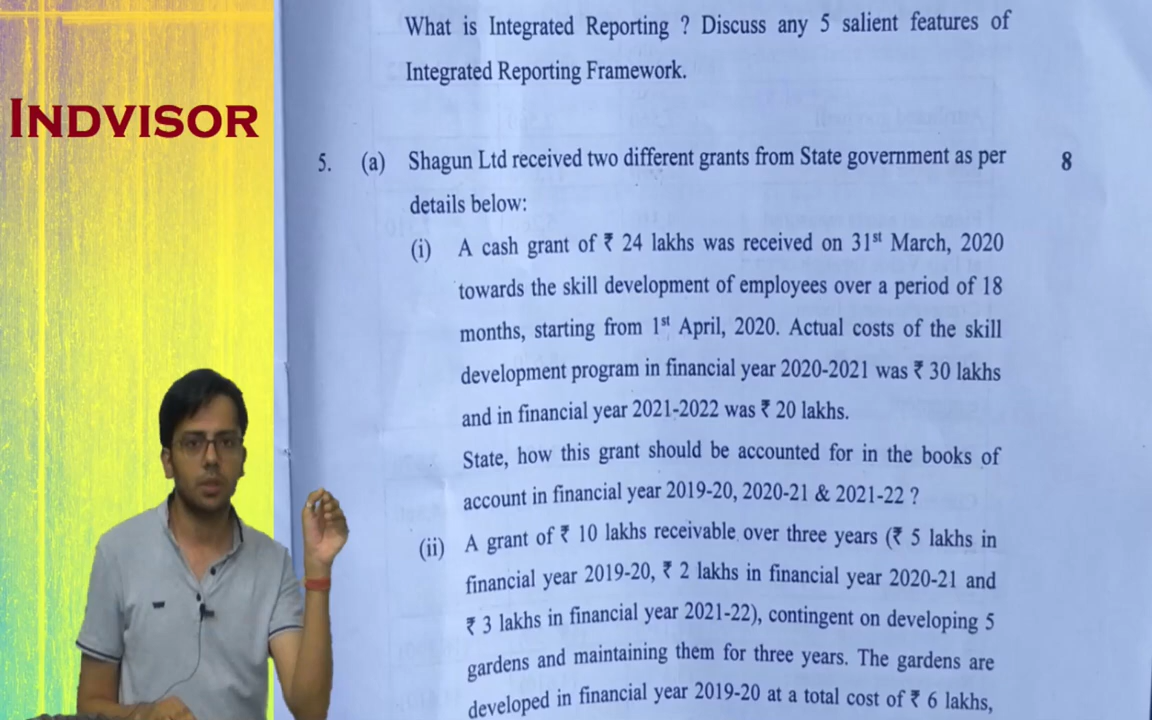 INDVISOR
What is Integrated Reporting ? Discuss any 5 salient features of
Integrated Reporting Framework.
5. (a) Shagun Ltd received two different grants from State government as per 8
details below:
(i) A cash grant of ₹ 24 lakhs was received on 31st March, 2020
towards the skill development of employees over a period of 18
months, starting from 1st April, 2020. Actual costs of the skill
development program in financial year 2020-2021 was ₹ 30 lakhs
and in financial year 2021-2022 was ₹ 20 lakhs.
State, how this grant should be accounted for in the books of
account in financial year 2019-20, 2020-21 & 2021-22 ?
(ii) A grant of ₹ 10 lakhs receivable over three years (₹ 5 lakhs in
financial year 2019-20, ₹ 2 lakhs in financial year 2020-21 and
₹ 3 lakhs in financial year 2021-22), contingent on developing 5
gardens and maintaining them for three years. The gardens are
developed in financial year 2019-20 at a total cost of ₹ 6 lakhs,